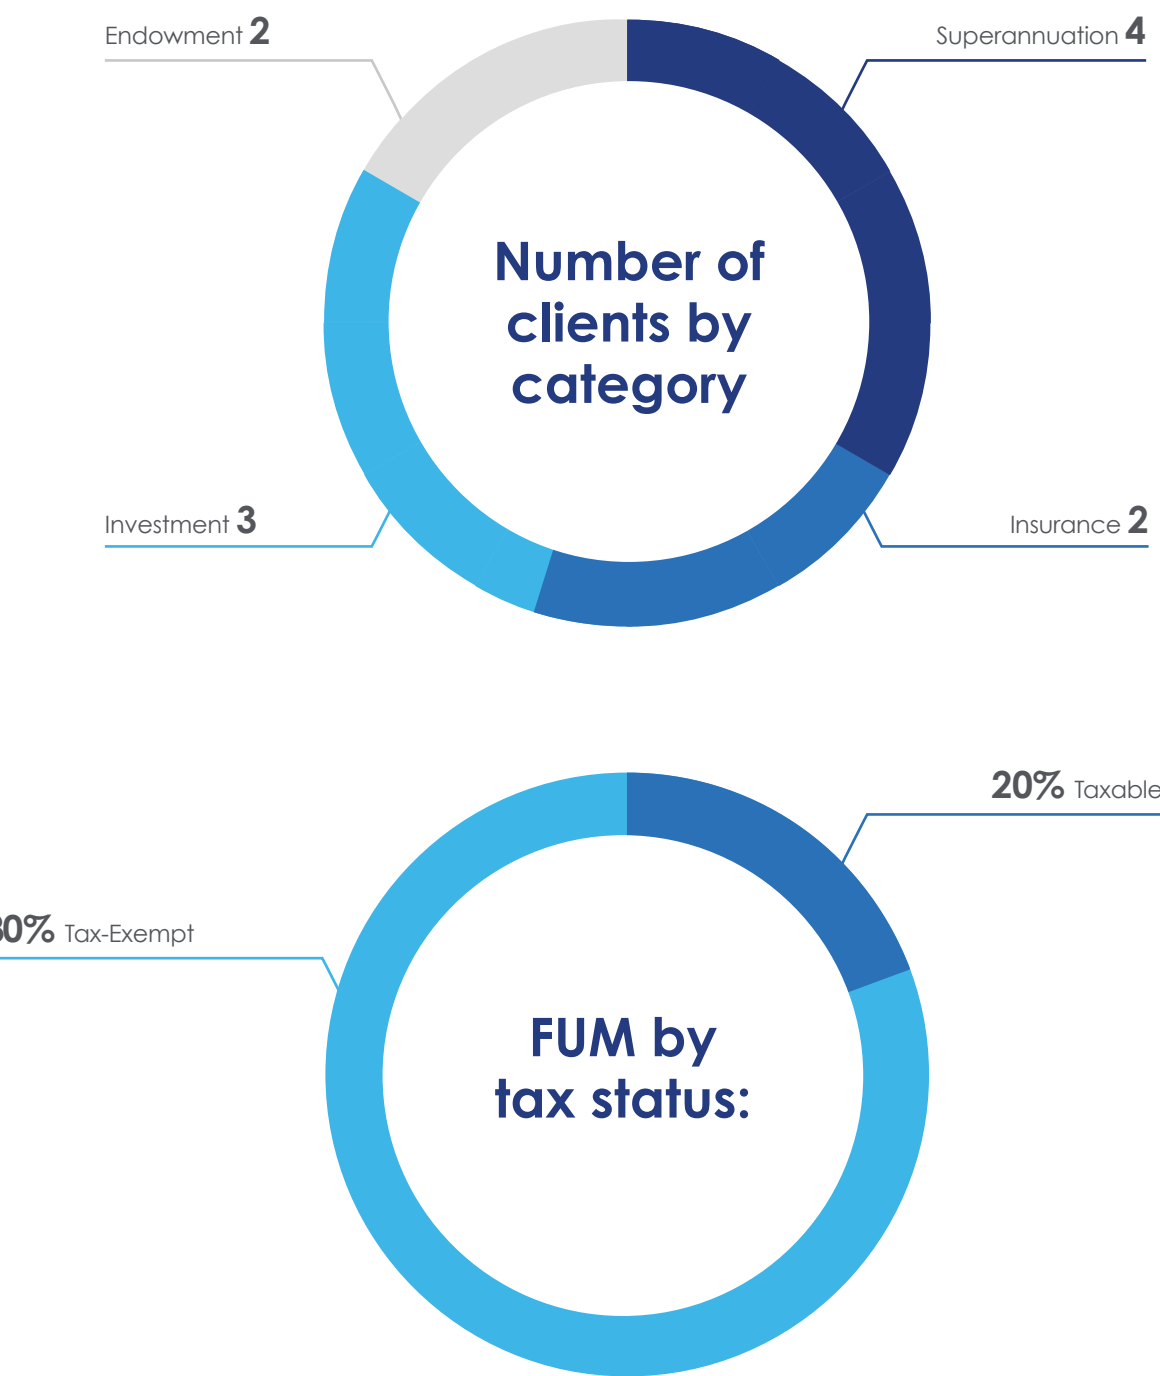 Endowment 2
Superannuation 4
Number of
clients by
category
Investment 3
Insurance 2
20% Taxable
Tax-Exempt
FUM by
tax status: